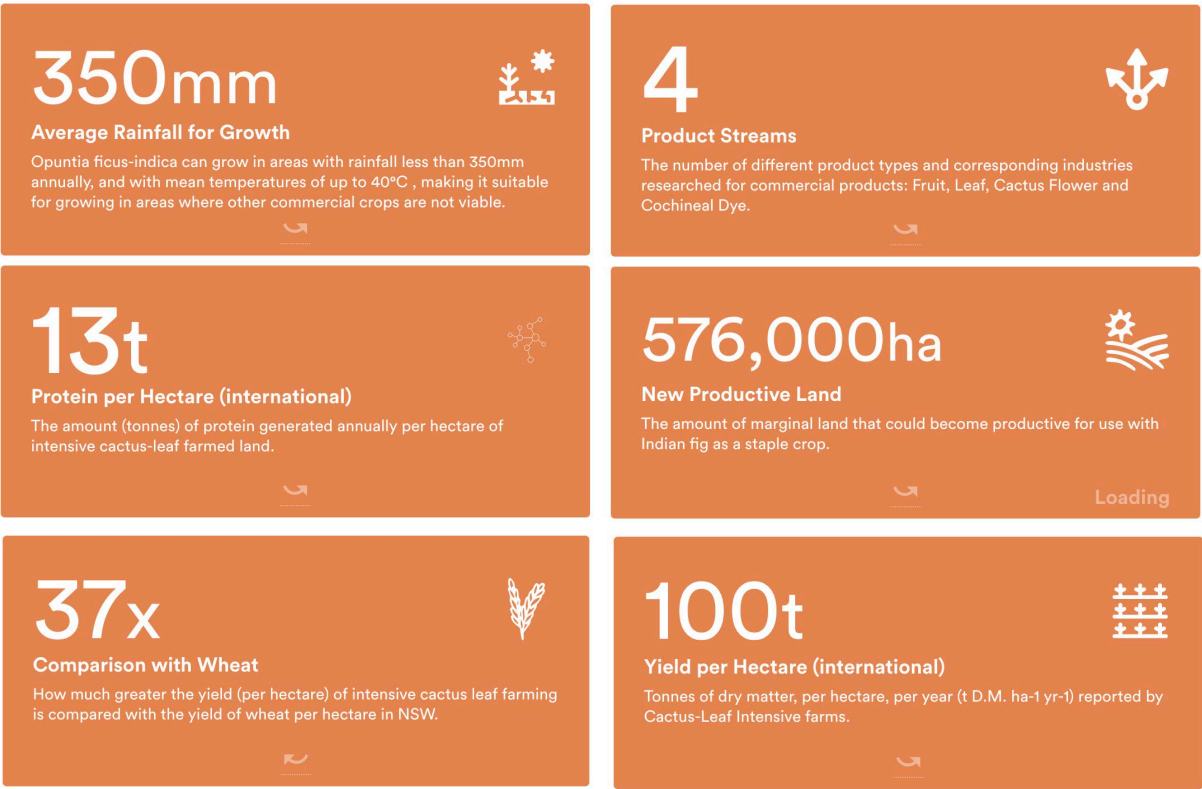 350mm
Average Rainfall for Growth
Opuntia ficus-indica can grow in areas with rainfall less than 350mm
annually, and with mean temperatures of up to 40°C , making it suitable
for growing in areas where other commercial crops are not viable.
4
Product Streams
The number of different product types and corresponding industries
researched for commercial products: Fruit, Leaf, Cactus Flower and
Cochineal Dye.
13t
Protein per Hectare (international)
The amount (tonnes) of protein generated annually per hectare of
intensive cactus-leaf farmed land.
576,000ha
New Productive Land
The amount of marginal land that could become productive for use with
Indian fig as a staple crop.
Loading
37x
Comparison with Wheat
How much greater the yield (per hectare) of intensive cactus leaf farming
is compared with the yield of wheat per hectare in NSW.
100t
Yield per Hectare (international)
Tonnes of dry matter, per hectare, per year (t D.M. ha-1 yr-1) reported by
Cactus-Leaf Intensive farms.